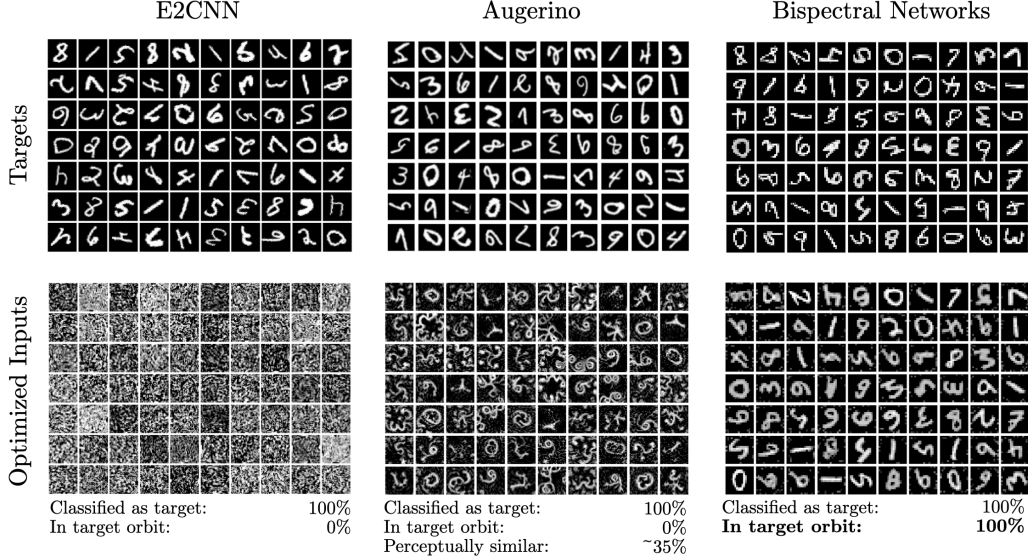 E2CNN
Augerino
Bispectral Networks
Targets
Optimized Inputs
Classified as target: 100%
In target orbit: 0%
Classified as target: 100%
In target orbit: 0%
Perceptually similar: ~35%
Classified as target: 100%
In target orbit: 100%